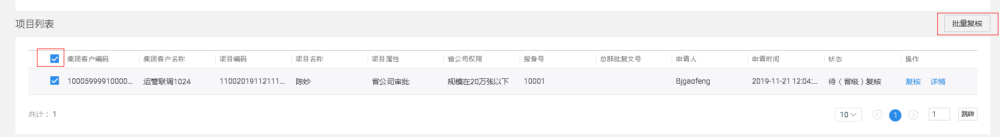 项目列表
批量复核
集团客户编码 集团客户名称 项目编码 项目名称 项目属性 省公司权限 报备号 总部批复文号 申请人 申请时间 状态 操作
10005999910000... 运管联调1024 11002019112111... 陈妙 省公司审批 规模在20万张以下 10001 Bjgaofeng 2019-11-21 12:04:... 待（省级）复核 复核 详情
共计： 1
10 1 1 跳转